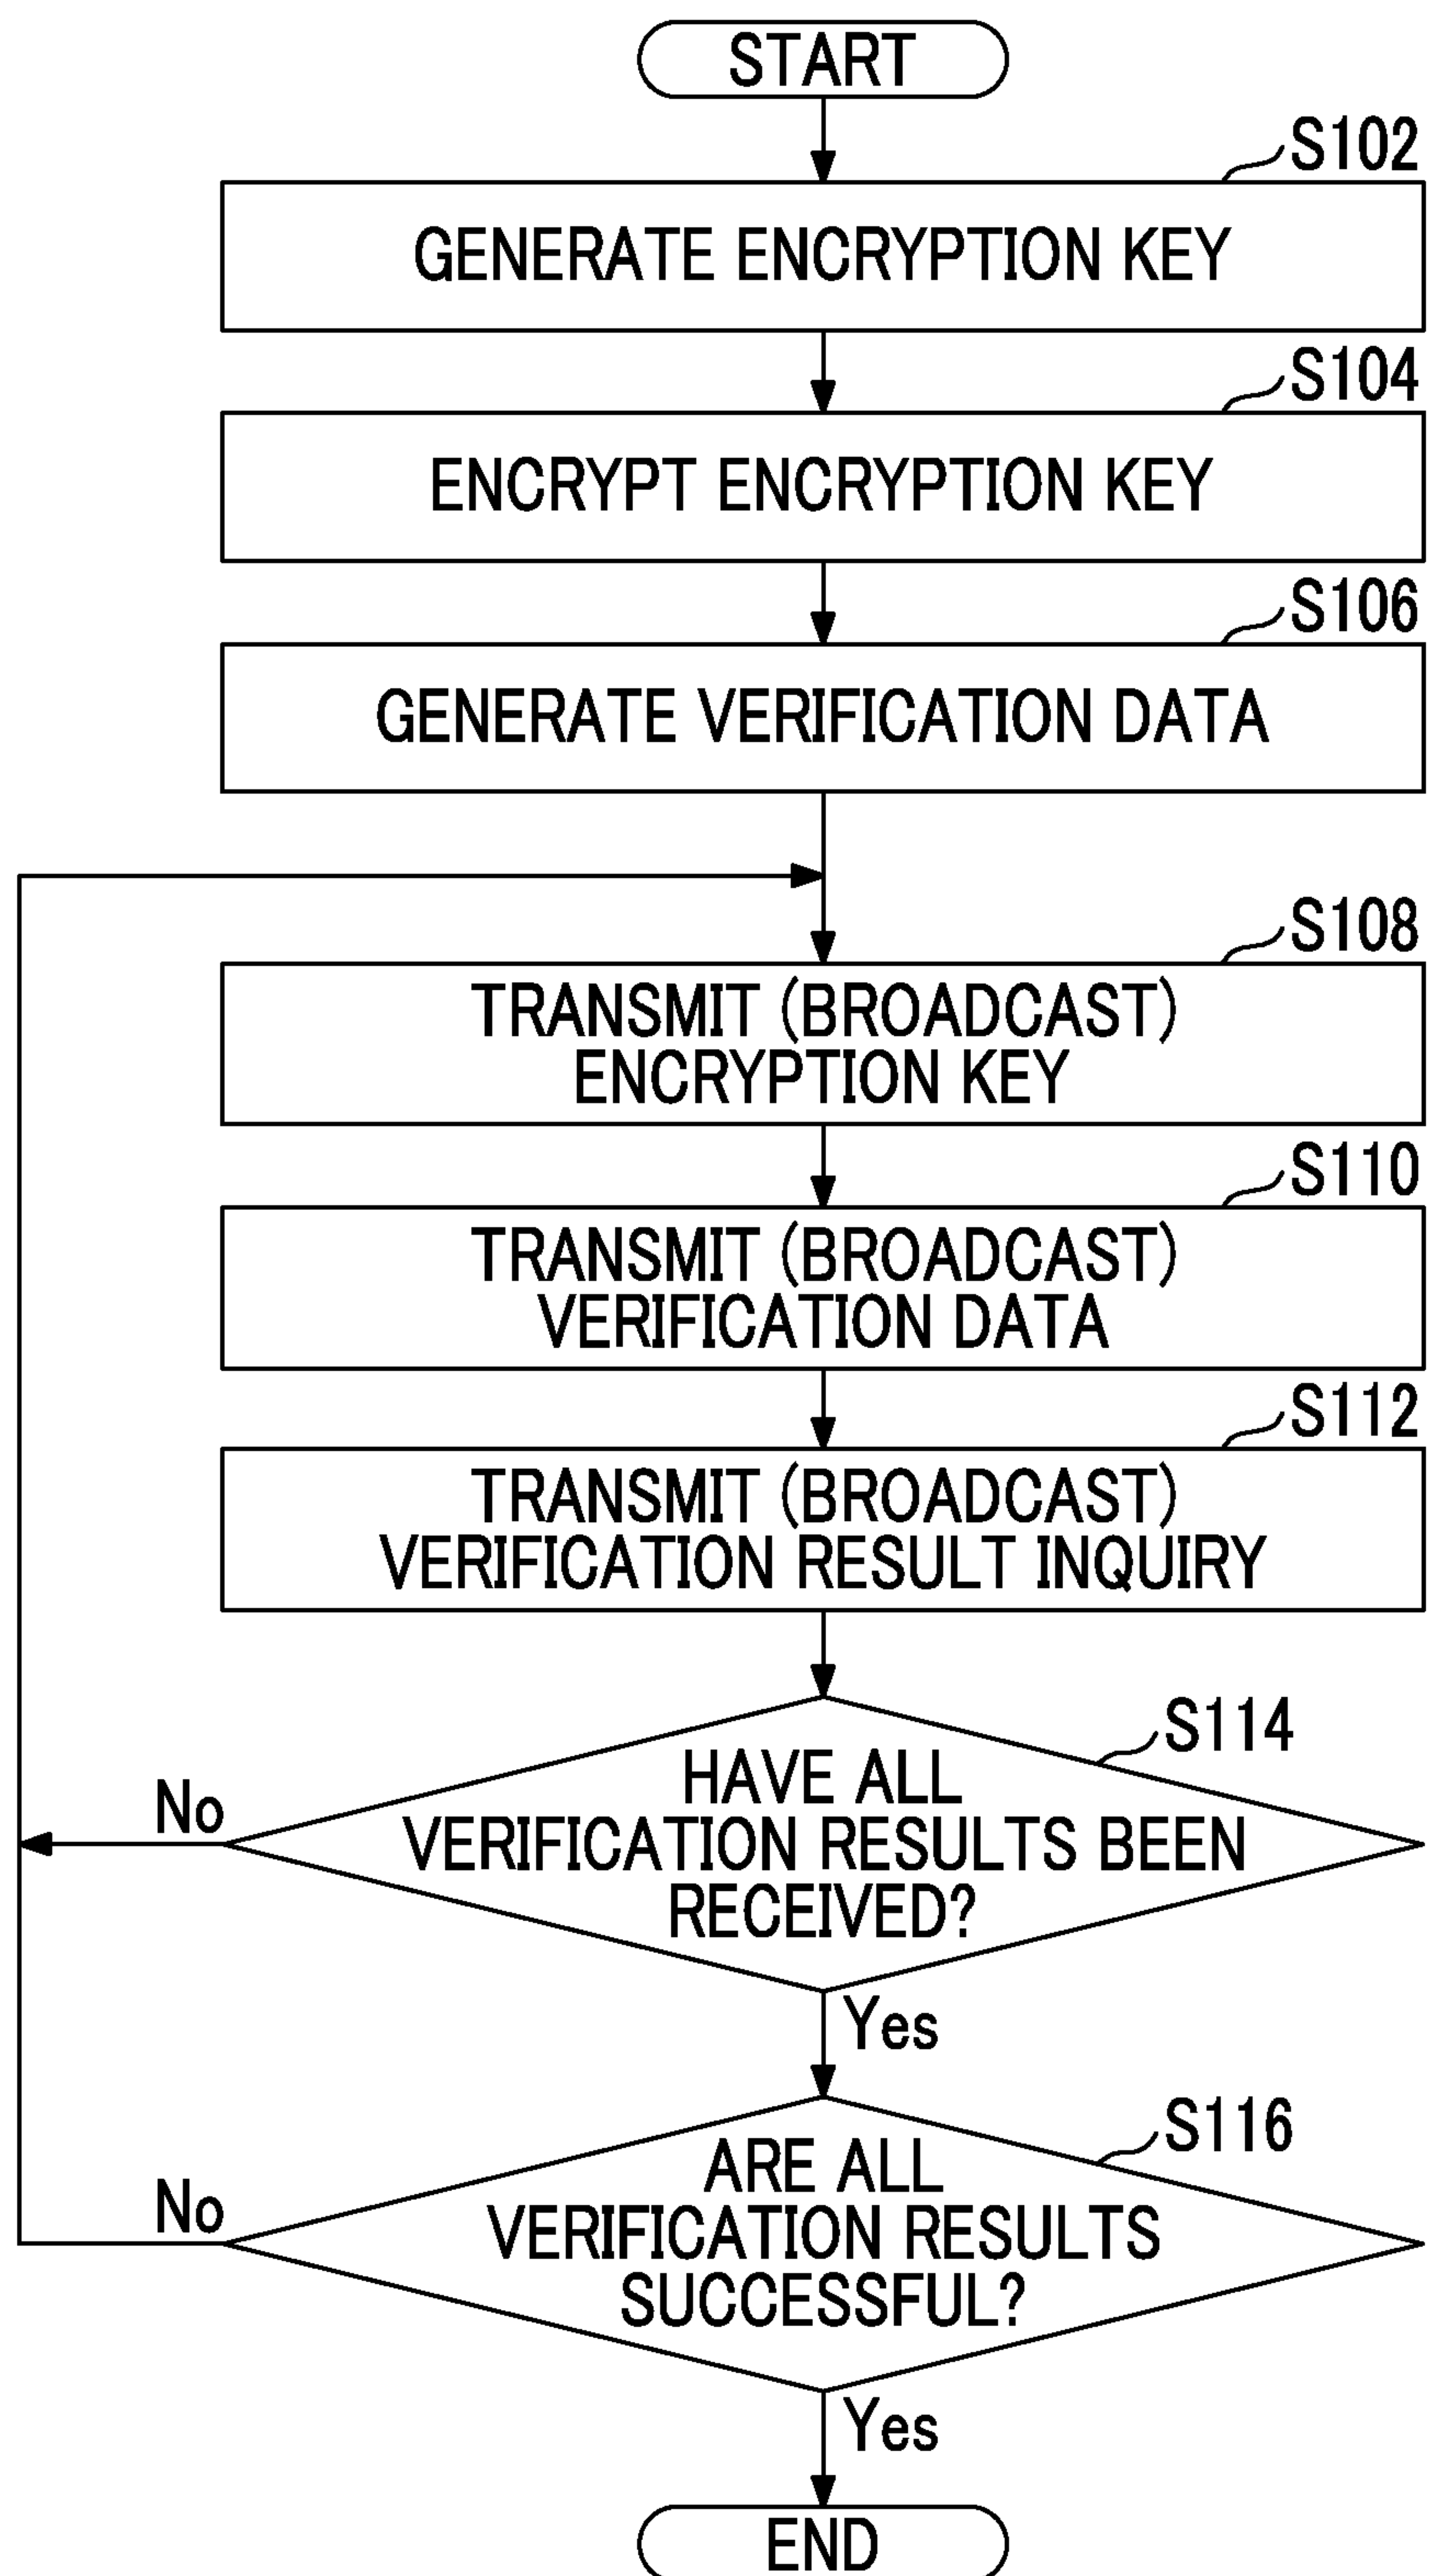 START
S102
GENERATE ENCRYPTION KEY
S104
ENCRYPT ENCRYPTION KEY
S106
GENERATE VERIFICATION DATA
S108
TRANSMIT (BROADCAST)
ENCRYPTION KEY
S110
TRANSMIT (BROADCAST)
VERIFICATION DATA
S112
TRANSMIT (BROADCAST)
VERIFICATION RESULT INQUIRY
S114
HAVE ALL
VERIFICATION RESULTS BEEN
RECEIVED?
No
Yes
S116
ARE ALL
VERIFICATION RESULTS
SUCCESSFUL?
No
Yes
END